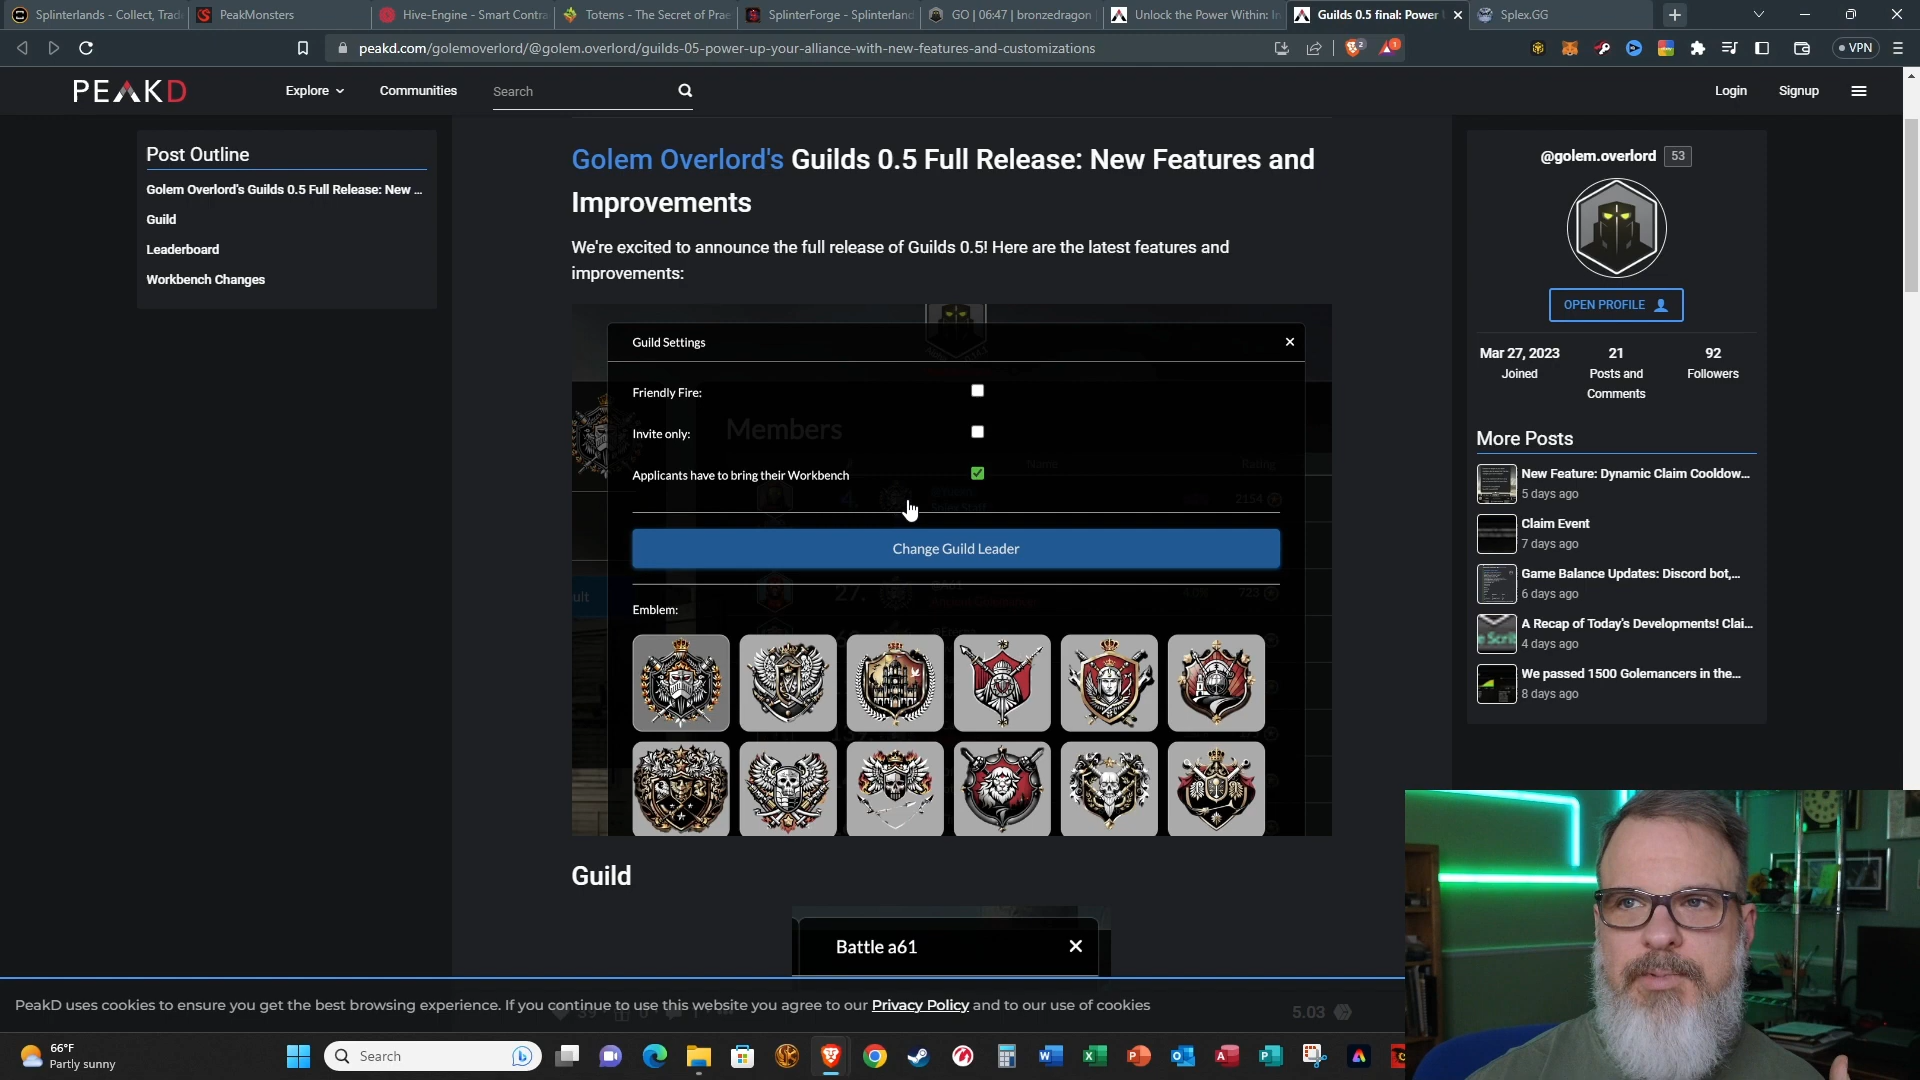 Splinterlands - Collect, Trad
PeakMonsters
Hive-Engine - Smart Contra
Totems - The Secret of Prae
SplinterForge - Splinterland
GO | 06:47 | bronzedragon
Unlock the Power Within: In
Guilds 0.5 final: Power
Splex.GG
peakd.com/golemoverlord/@golem.overlord/guilds-05-power-up-your-alliance-with-new-features-and-customizations
2
1
VPN
PEAKD
Explore
Communities
Search
Login
Signup
Post Outline
Golem Overlord's Guilds 0.5 Full Release: New ...
Guild
Leaderboard
Workbench Changes
Golem Overlord's Guilds 0.5 Full Release: New Features and
Improvements
We're excited to announce the full release of Guilds 0.5! Here are the latest features and
improvements:
Guild Settings
Friendly Fire:
Members
Invite only:
Name
Rating
Applicants have to bring their Workbench
4.
2154
Change Guild Leader
27.
723
ult
Emblem:
Guild
Battle a61
@golem.overlord 53
OPEN PROFILE
Mar 27, 2023
Joined
21
Posts and
Comments
92
Followers
More Posts
New Feature: Dynamic Claim Cooldow...
5 days ago
Claim Event
7 days ago
Game Balance Updates: Discord bot,...
6 days ago
A Recap of Today's Developments! Clai...
4 days ago
We passed 1500 Golemancers in the...
8 days ago
PeakD uses cookies to ensure you get the best browsing experience. If you continue to use this website you agree to our Privacy Policy and to our use of cookies
39
5.03
66°F
Partly sunny
Search